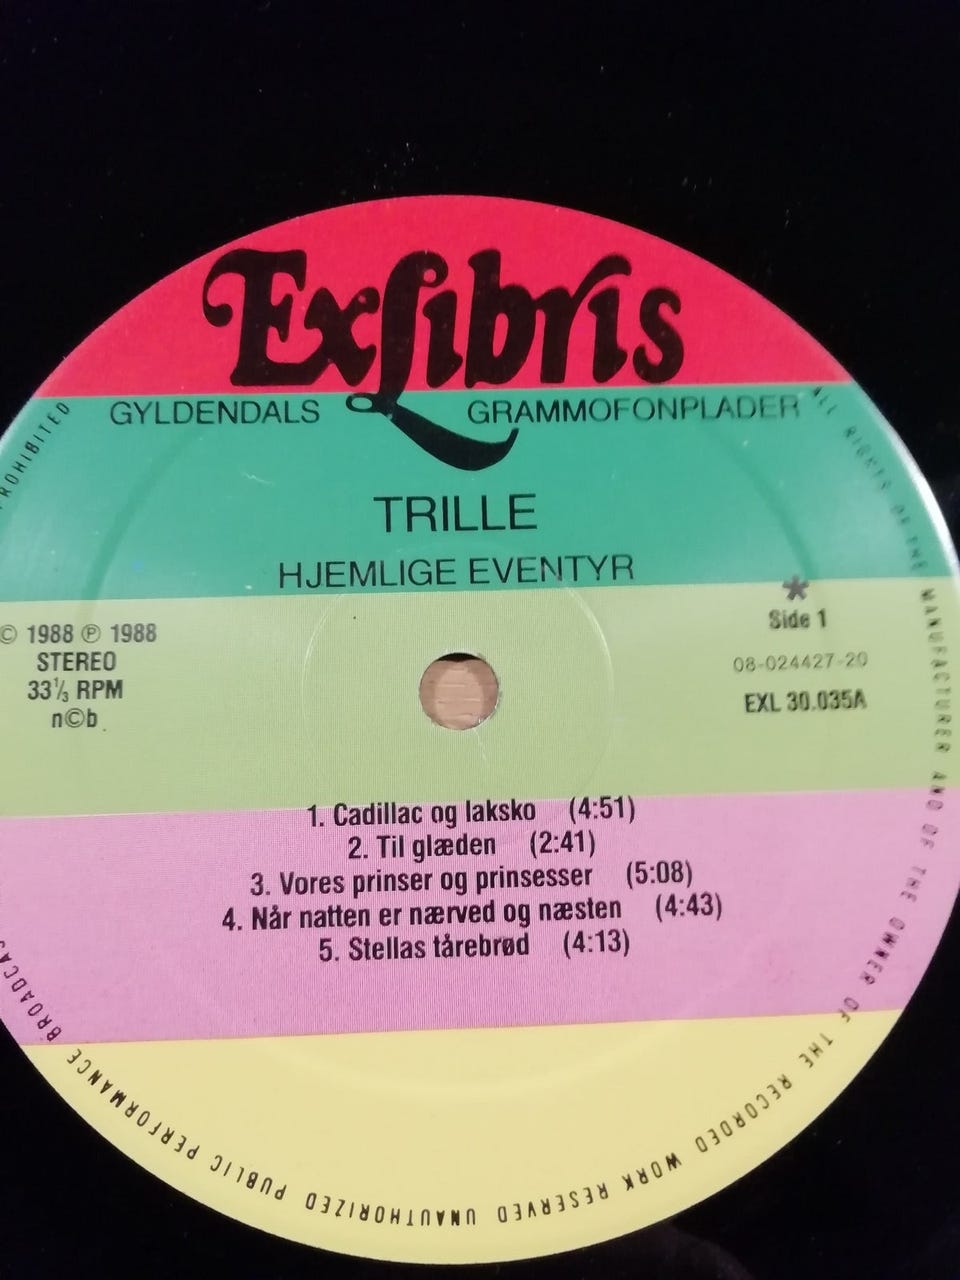 ExLibris
GYLDENDALS GRAMMOFONPLADER
TRILLE
HJEMLIGE EVENTYR
© 1988 ℗ 1988
STEREO
33⅓ RPM
n©b
*
Side 1
08-024427-20
EXL 30.035A
1. Cadillac og laksko (4:51)
2. Til glæden (2:41)
3. Vores prinser og prinsesser (5:08)
4. Når natten er nærved og næsten (4:43)
5. Stellas tårebrød (4:13)
ALL RIGHTS OF THE MANUFACTURER AND OF THE OWNER OF THE RECORDED WORK RESERVED UNAUTHORIZED PUBLIC PERFORMANCE BROADCAS
ROHIBITED